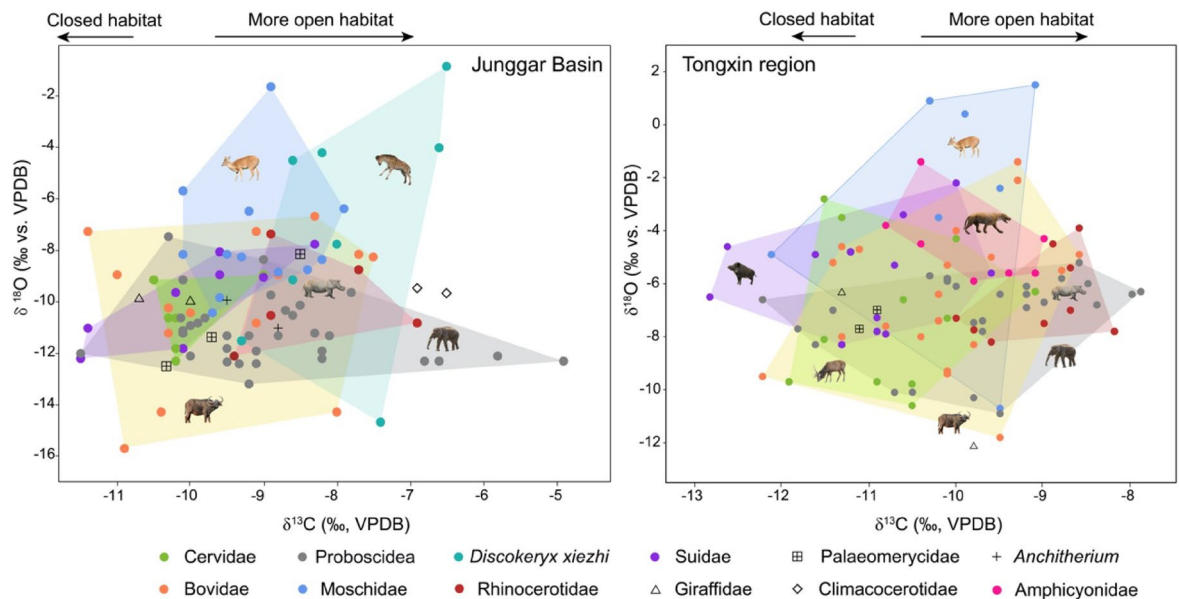 Closed habitat More open habitat
Junggar Basin
-2
-4
-6
-8
-10
-12
-14
-16
δ¹⁸O (‰ vs. VPDB)
-11 -10 -9 -8 -7 -6 -5
δ¹³C (‰, VPDB)
Closed habitat More open habitat
Tongxin region
2
0
-2
-4
-6
-8
-10
-12
δ¹⁸O (‰ vs. VPDB)
-13 -12 -11 -10 -9 -8
δ¹³C (‰, VPDB)
Cervidae Proboscidea Discokeryx xiezhi Suidae Palaeomerycidae Anchitherium
Bovidae Moschidae Rhinocerotidae Giraffidae Climacocerotidae Amphicyonidae